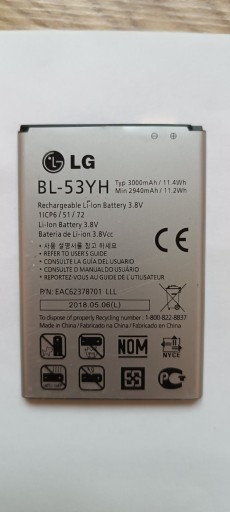 LG
BL-53YH
Typ 3000mAh / 11.4Wh
Min 2940mAh / 11.2Wh
Rechargeable Li-Ion Battery 3.8V
1ICP6 / 51 / 72
Li-Ion Battery 3.8V
Batería de Li-ion 3.8Vcc
• 사용 설명서를 참고하세요.
• REFER TO USER'S GUIDE
• CONSULTE LA GUÍA DEL USUARIO
• CONSULTE O GUIA DO USUÁRIO
• REPORTEZ-VOUS AU GUIDE DE L'UTILISATEUR
CE
P/N: EAC62378701 LLL
2018.05.06(L)
To dispose of properly contact : 1-800-822-8837
Made in China / Fabricado na China / Fabricado en China
NOM
NYCE